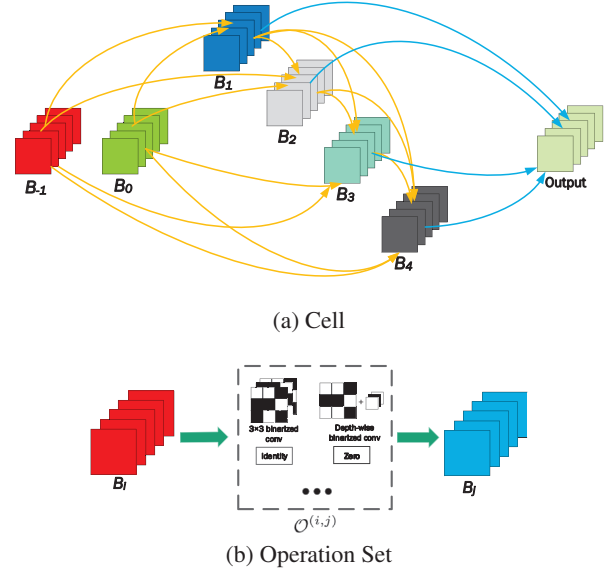 B1
B2
B-1
B0
B3
Output
B4
(a) Cell
3×3 binarized conv
Depth-wise binarized conv
+
Identity
Zero
•••
Bi
Bj
O(i,j)
(b) Operation Set